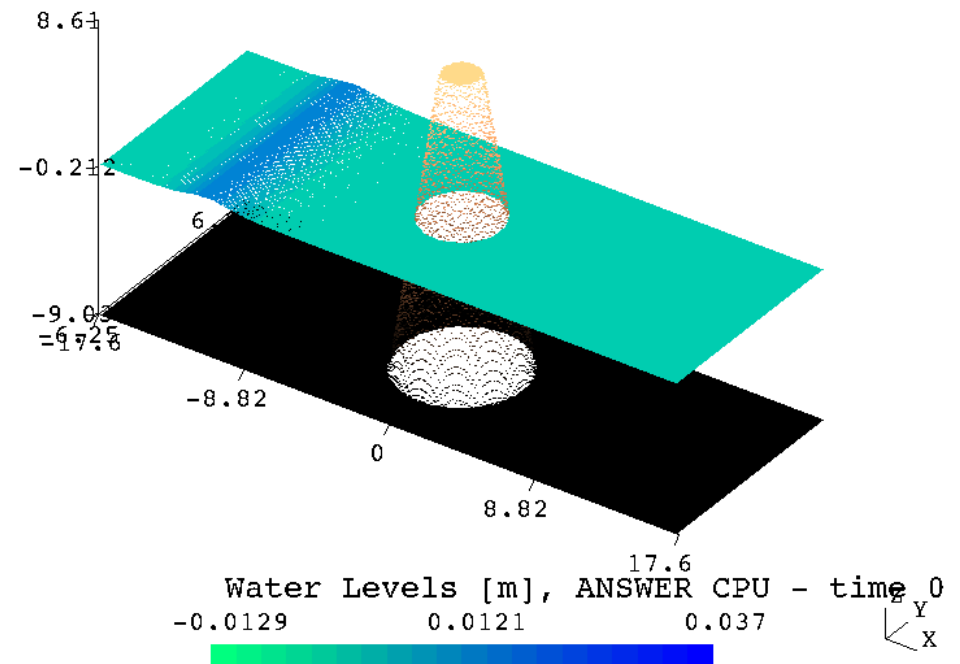 8.61
-0.212
6
-9.03
-6.25
-17.6
-8.82
0
8.82
17.6
Water Levels [m], ANSWER CPU - time 0
-0.0129 0.0121 0.037
Z
Y
X